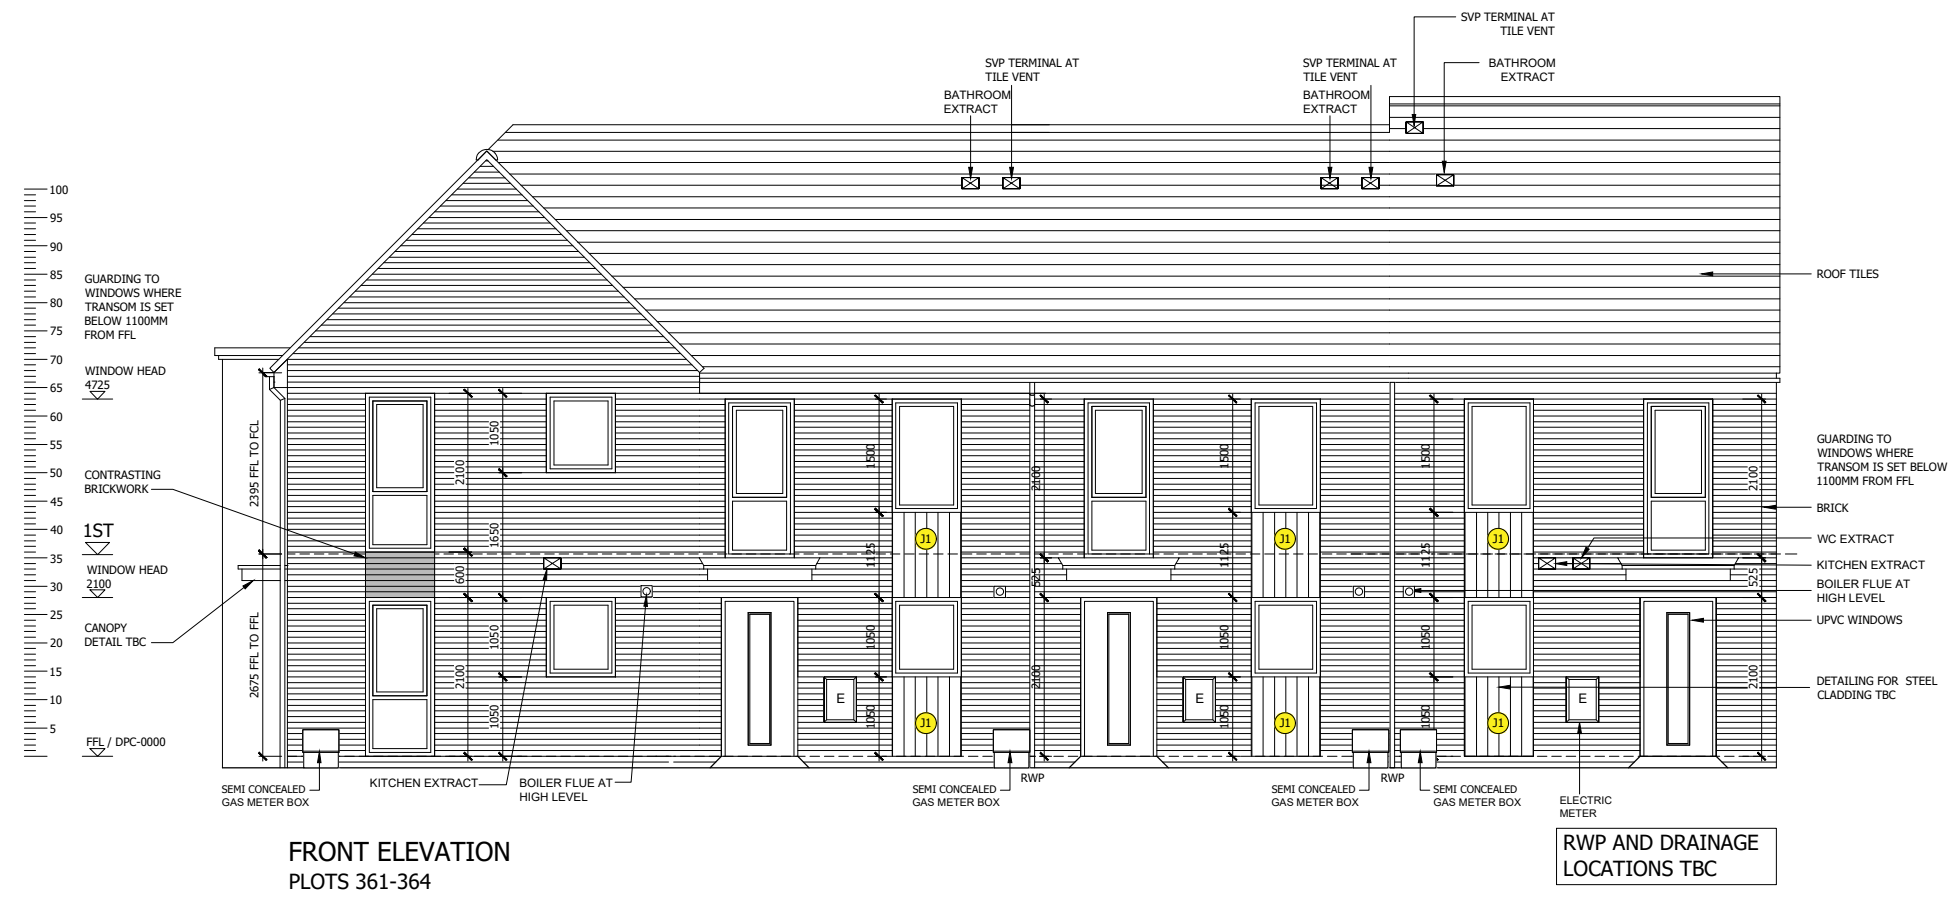 SVP TERMINAL AT
TILE VENT
SVP TERMINAL AT
TILE VENT
SVP TERMINAL AT
TILE VENT
BATHROOM
EXTRACT
BATHROOM
EXTRACT
BATHROOM
EXTRACT
100
95
90
85
80
75
70
65
60
55
50
45
40
35
30
25
20
15
10
5
GUARDING TO
WINDOWS WHERE
TRANSOM IS SET
BELOW 1100MM
FROM FFL
WINDOW HEAD
4725
CONTRASTING
BRICKWORK
1ST
WINDOW HEAD
2100
CANOPY
DETAIL TBC
FFL / DPC-0000
2395 FFL TO FCL
2675 FFL TO FFL
2100
600
2100
1050
1650
1050
1050
1500
1125
1050
1050
2100
525
2100
1500
1125
1050
1050
1500
1125
1050
1050
2100
525
2100
J1
J1
J1
J1
J1
J1
E
E
E
ROOF TILES
GUARDING TO
WINDOWS WHERE
TRANSOM IS SET BELOW
1100MM FROM FFL
BRICK
WC EXTRACT
KITCHEN EXTRACT
BOILER FLUE AT
HIGH LEVEL
UPVC WINDOWS
DETAILING FOR STEEL
CLADDING TBC
SEMI CONCEALED
GAS METER BOX
KITCHEN EXTRACT
BOILER FLUE AT
HIGH LEVEL
SEMI CONCEALED
GAS METER BOX
RWP
SEMI CONCEALED
GAS METER BOX
RWP
SEMI CONCEALED
GAS METER BOX
ELECTRIC
METER
FRONT ELEVATION
PLOTS 361-364
RWP AND DRAINAGE
LOCATIONS TBC